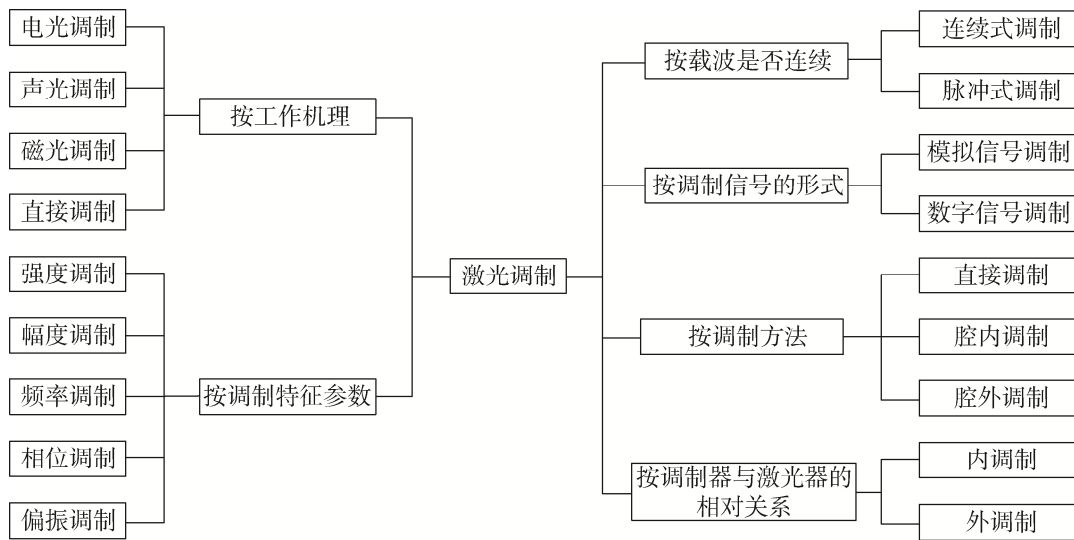 电光调制
声光调制
磁光调制
直接调制
按工作机理
强度调制
幅度调制
频率调制
相位调制
偏振调制
按调制特征参数
激光调制
按载波是否连续
连续式调制
脉冲式调制
按调制信号的形式
模拟信号调制
数字信号调制
按调制方法
直接调制
腔内调制
腔外调制
按调制器与激光器的
相对关系
内调制
外调制